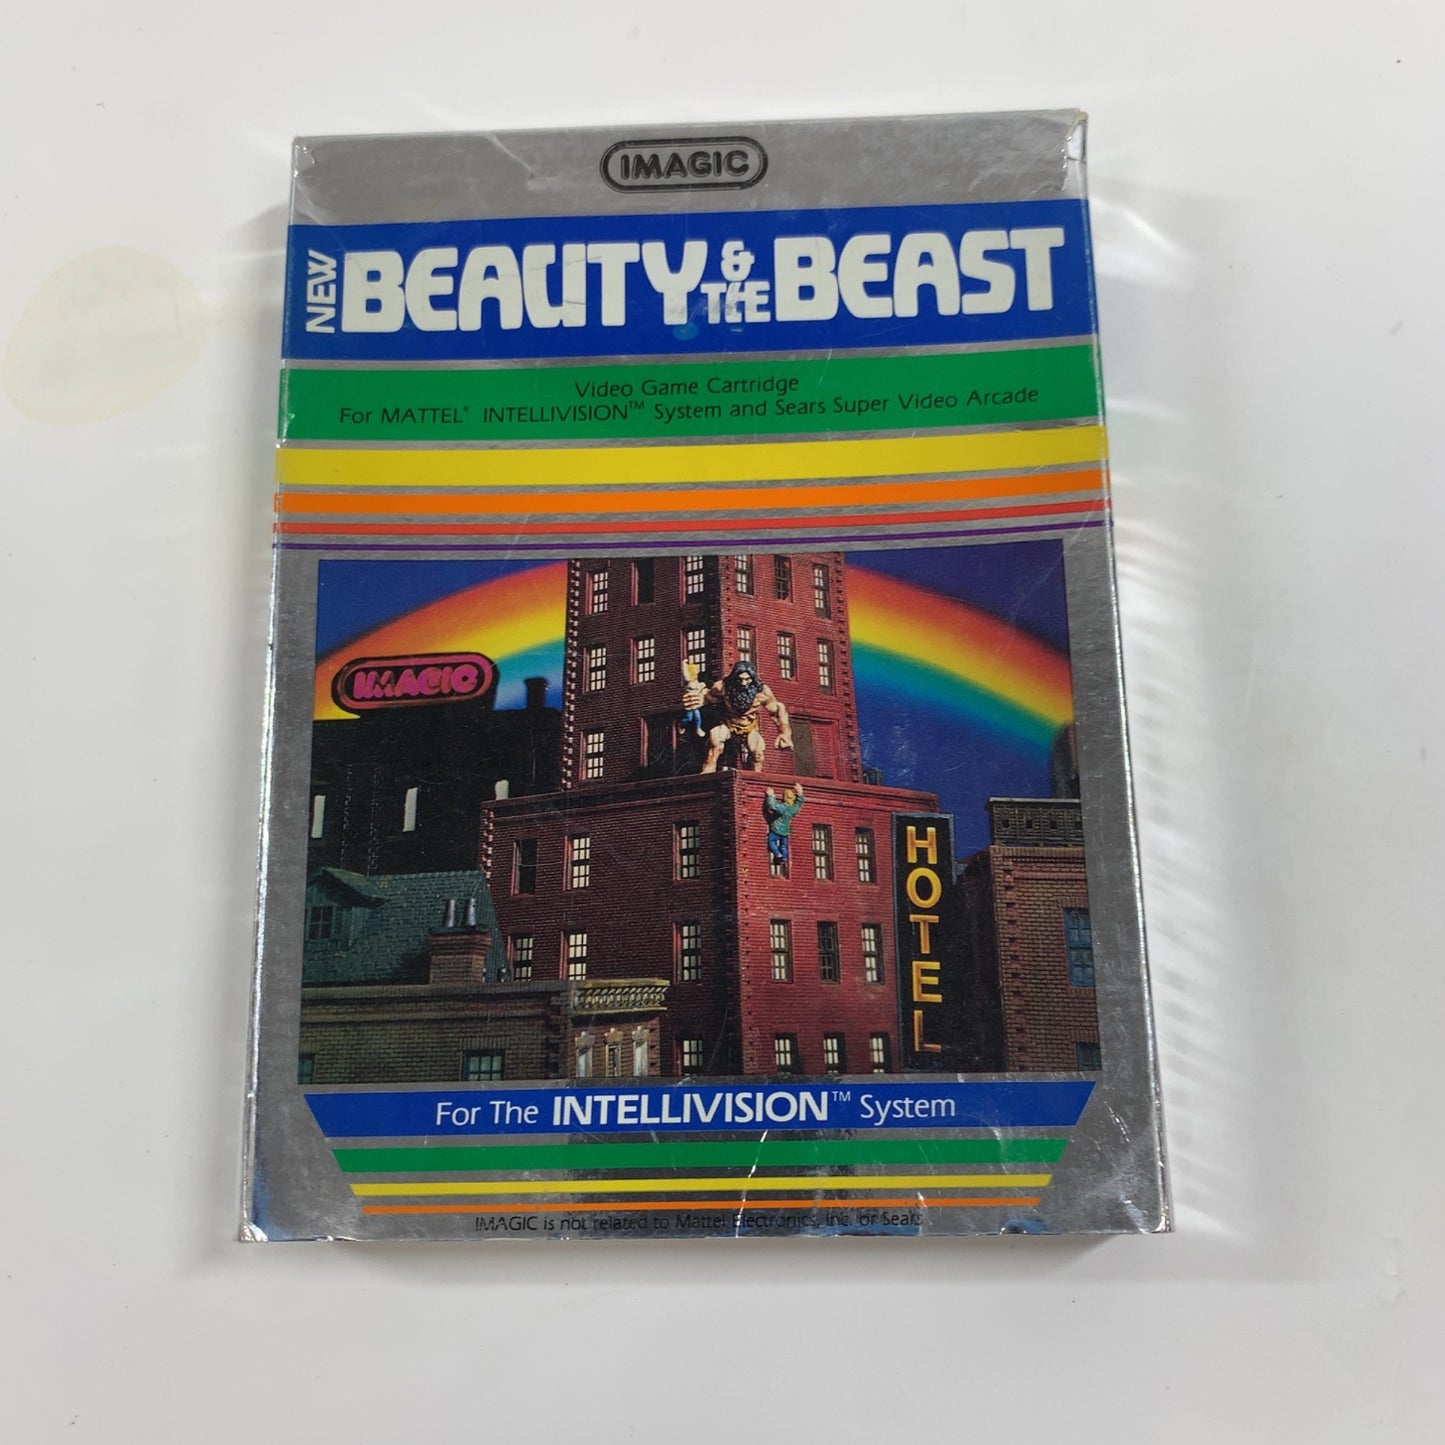 IMAGIC
NEW BEAUTY & THE BEAST
Video Game Cartridge
For MATTEL® INTELLIVISION™ System and Sears Super Video Arcade
IMAGIC
HOTEL
For The INTELLIVISION™ System
IMAGIC is not related to Mattel Electronics, Inc. or Sears